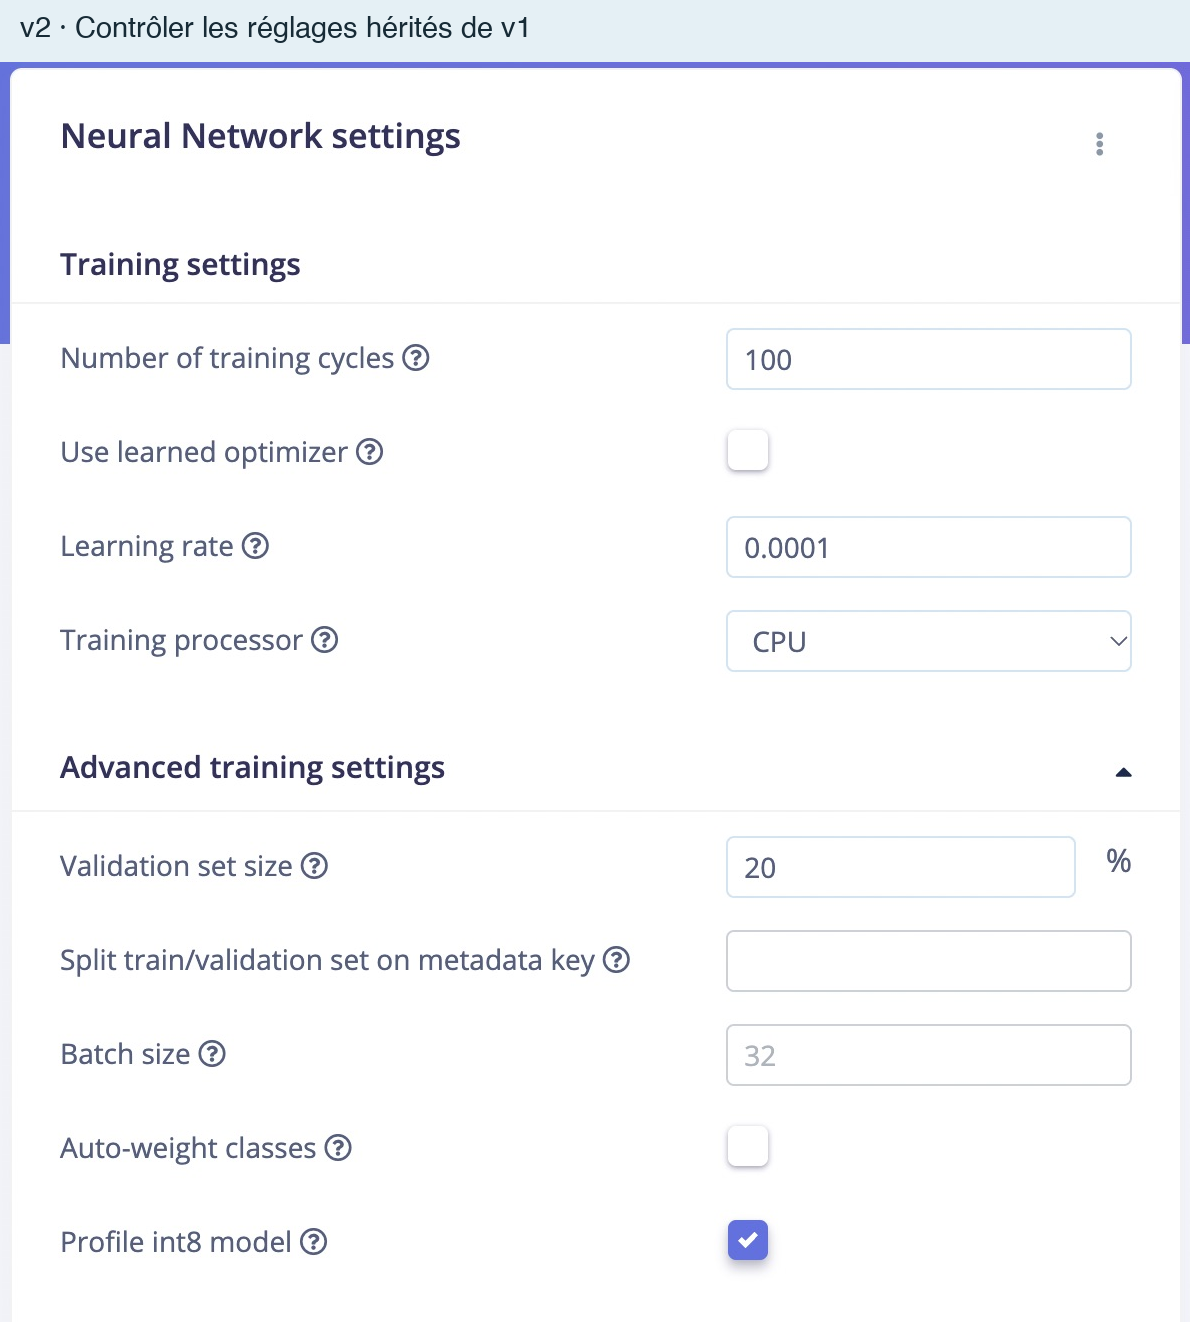 v2 · Contrôler les réglages hérités de v1
Neural Network settings
Training settings
Number of training cycles ?
100
Use learned optimizer ?
Learning rate ?
0.0001
Training processor ?
CPU
Advanced training settings
Validation set size ?
20 %
Split train/validation set on metadata key ?
Batch size ?
32
Auto-weight classes ?
Profile int8 model ?